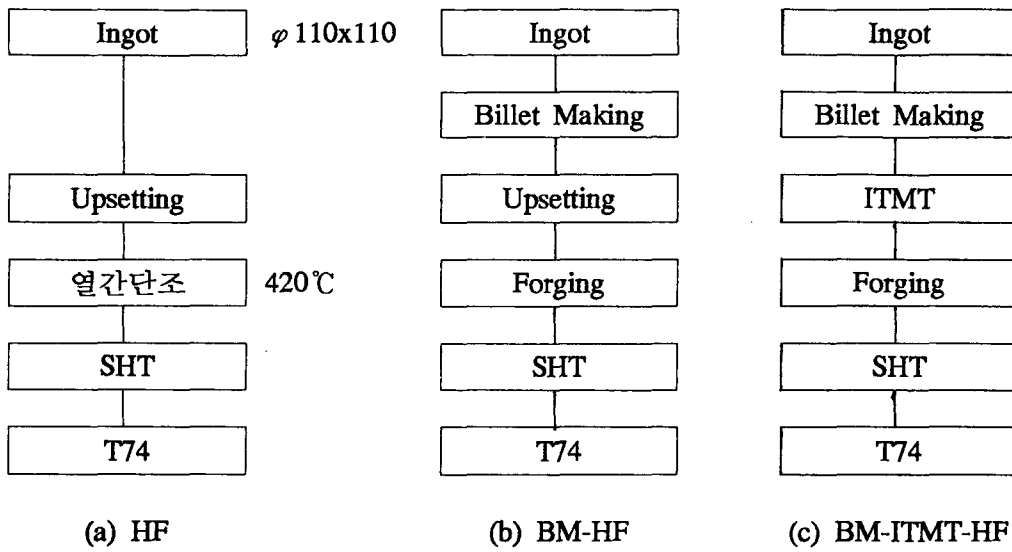 Ingot φ 110x110 Ingot Ingot
Billet Making Billet Making
Upsetting Upsetting ITMT
열간단조 420℃ Forging Forging
SHT SHT SHT
T74 T74 T74
(a) HF (b) BM-HF (c) BM-ITMT-HF